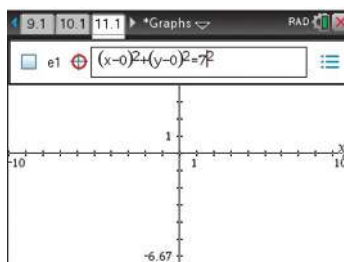 9.1 10.1 11.1 *Graphs RAD
e1 (x-0)²+(y-0)²=7²
1
x
-10 1 10
-6.67